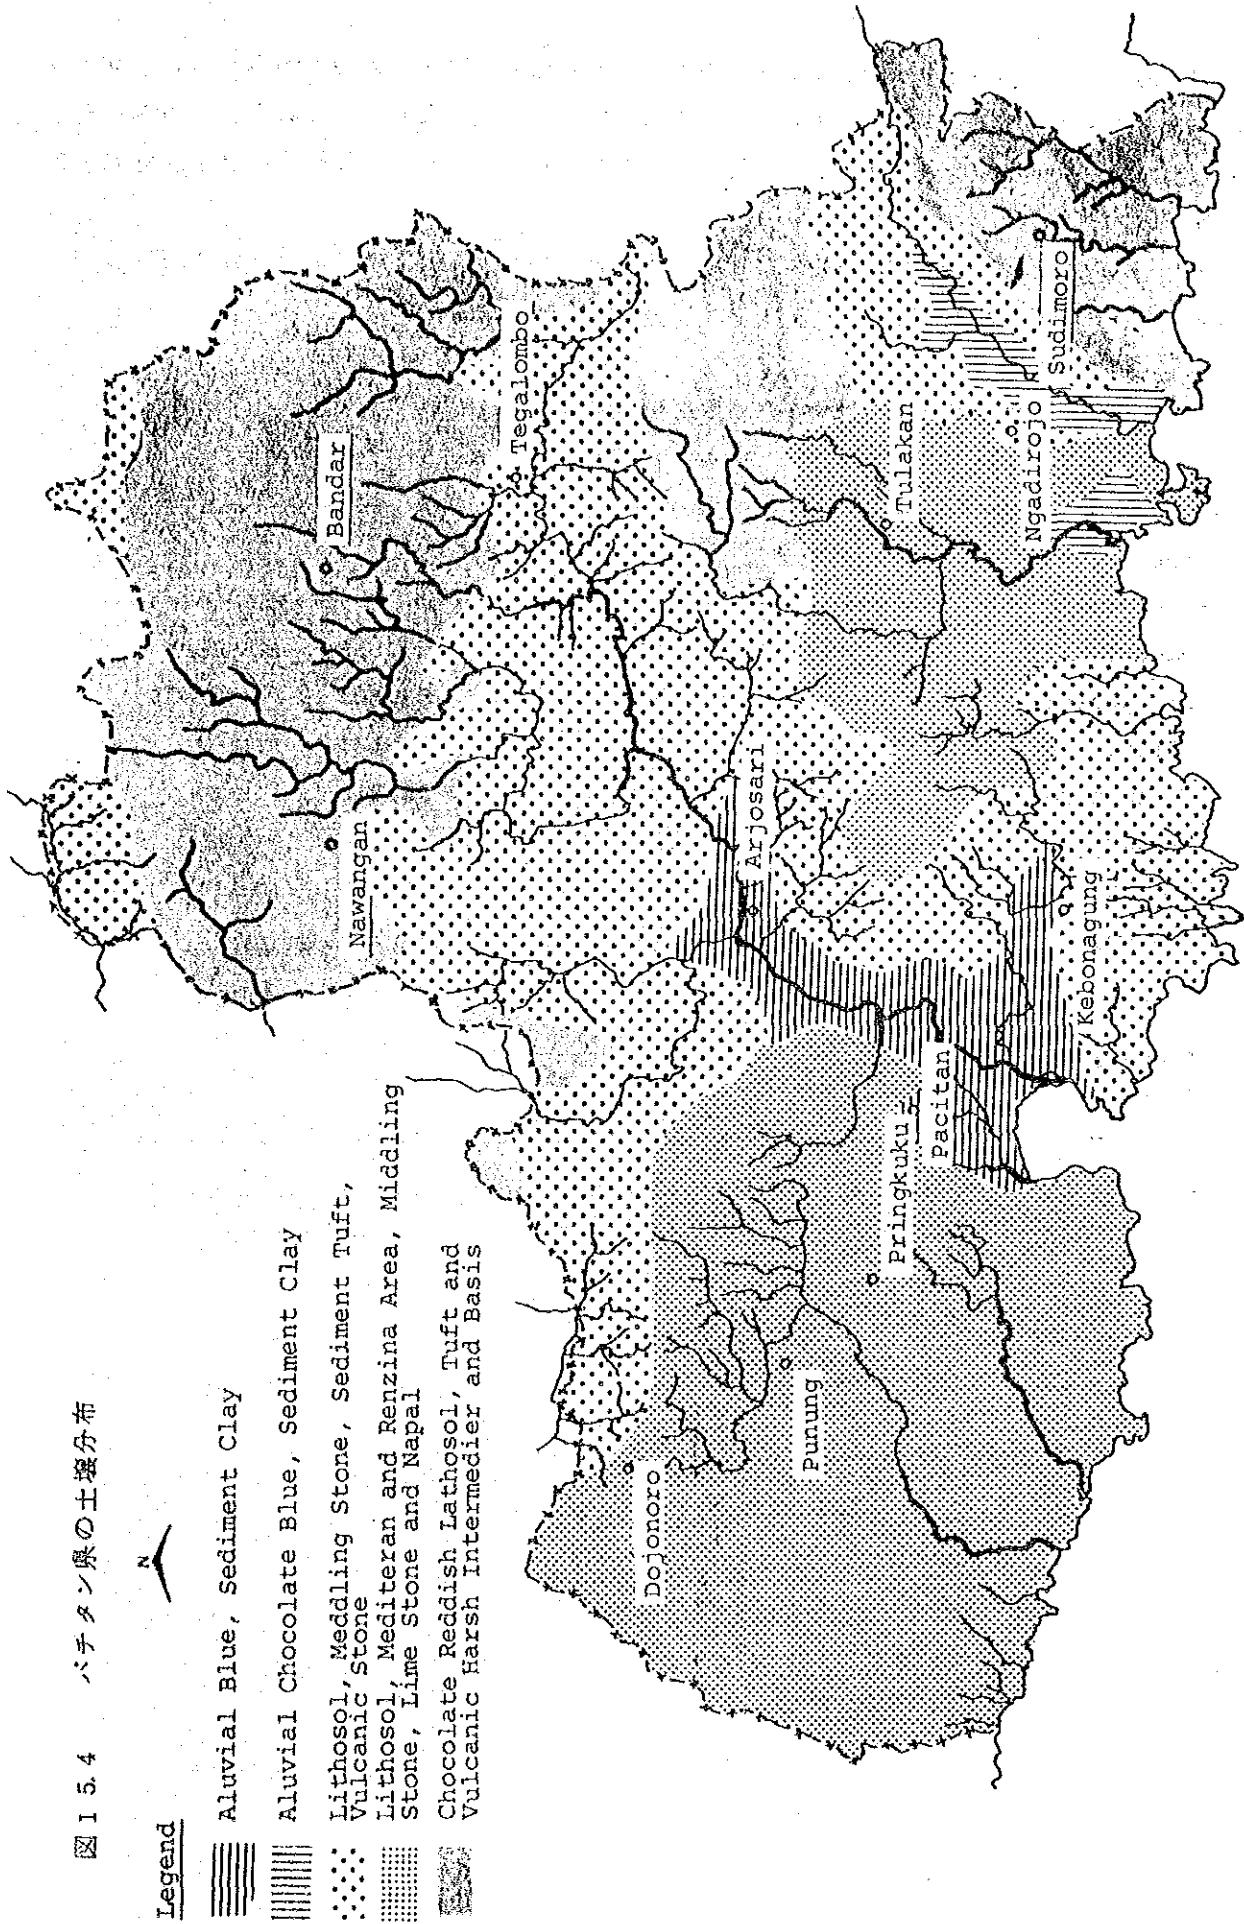 図 I 5.4 パチタン県の土壌分布
N
Legend
Aluvial Blue, Sediment Clay
Aluvial Chocolate Blue, Sediment Clay
Lithosol, Meddling Stone, Sediment Tuft,
Vulcanic Stone
Lithosol, Mediteran and Renzina Area, Middling
Stone, Lime Stone and Napal
Chocolate Reddish Lathosol, Tuft and
Vulcanic Harsh Intermedier and Basis
Nawangan
Bandar
Tegalombo
Arjosari
Dojonoro
Punung
Pringkuku
Pacitan
Kebonagung
Tulakan
Ngadirojo
Sudimoro